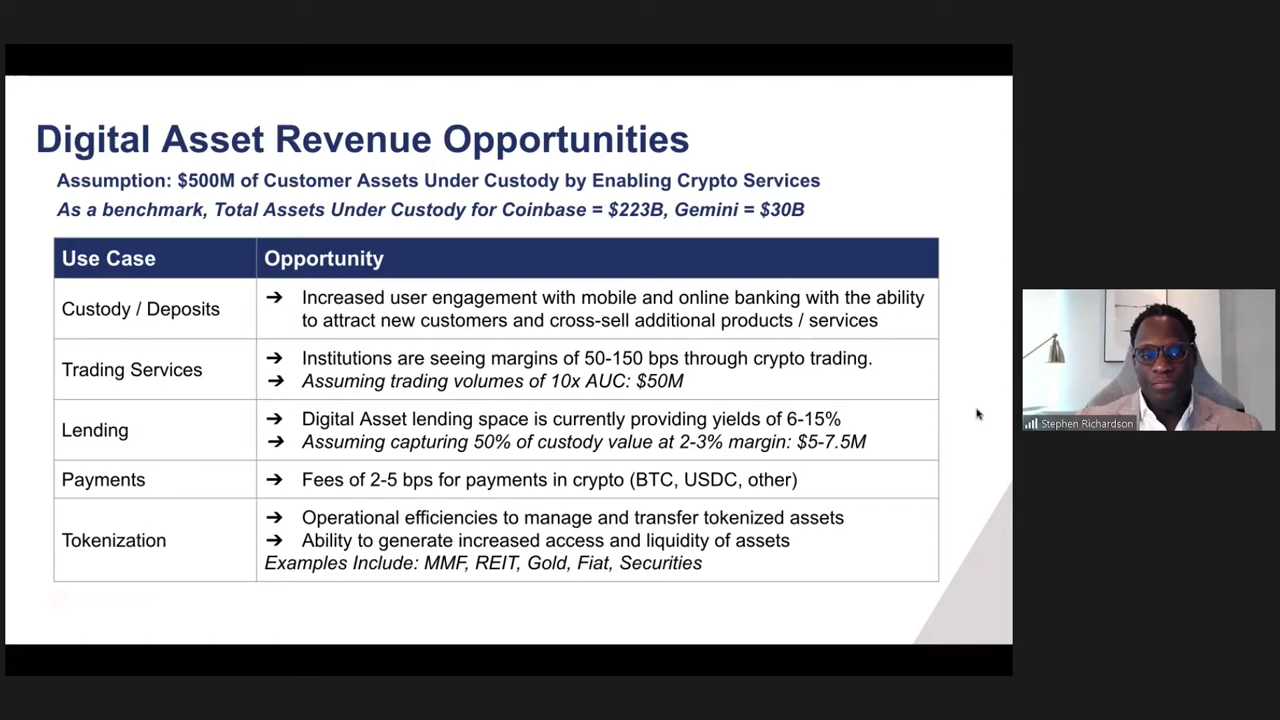 Digital Asset Revenue Opportunities
Assumption: $500M of Customer Assets Under Custody by Enabling Crypto Services
As a benchmark, Total Assets Under Custody for Coinbase = $223B, Gemini = $30B
Use Case
Opportunity
Custody / Deposits
➔ Increased user engagement with mobile and online banking with the ability
to attract new customers and cross-sell additional products / services
Trading Services
➔ Institutions are seeing margins of 50-150 bps through crypto trading.
➔ Assuming trading volumes of 10x AUC: $50M
Lending
➔ Digital Asset lending space is currently providing yields of 6-15%
➔ Assuming capturing 50% of custody value at 2-3% margin: $5-7.5M
Payments
➔ Fees of 2-5 bps for payments in crypto (BTC, USDC, other)
Tokenization
➔ Operational efficiencies to manage and transfer tokenized assets
➔ Ability to generate increased access and liquidity of assets
Examples Include: MMF, REIT, Gold, Fiat, Securities
Stephen Richardson